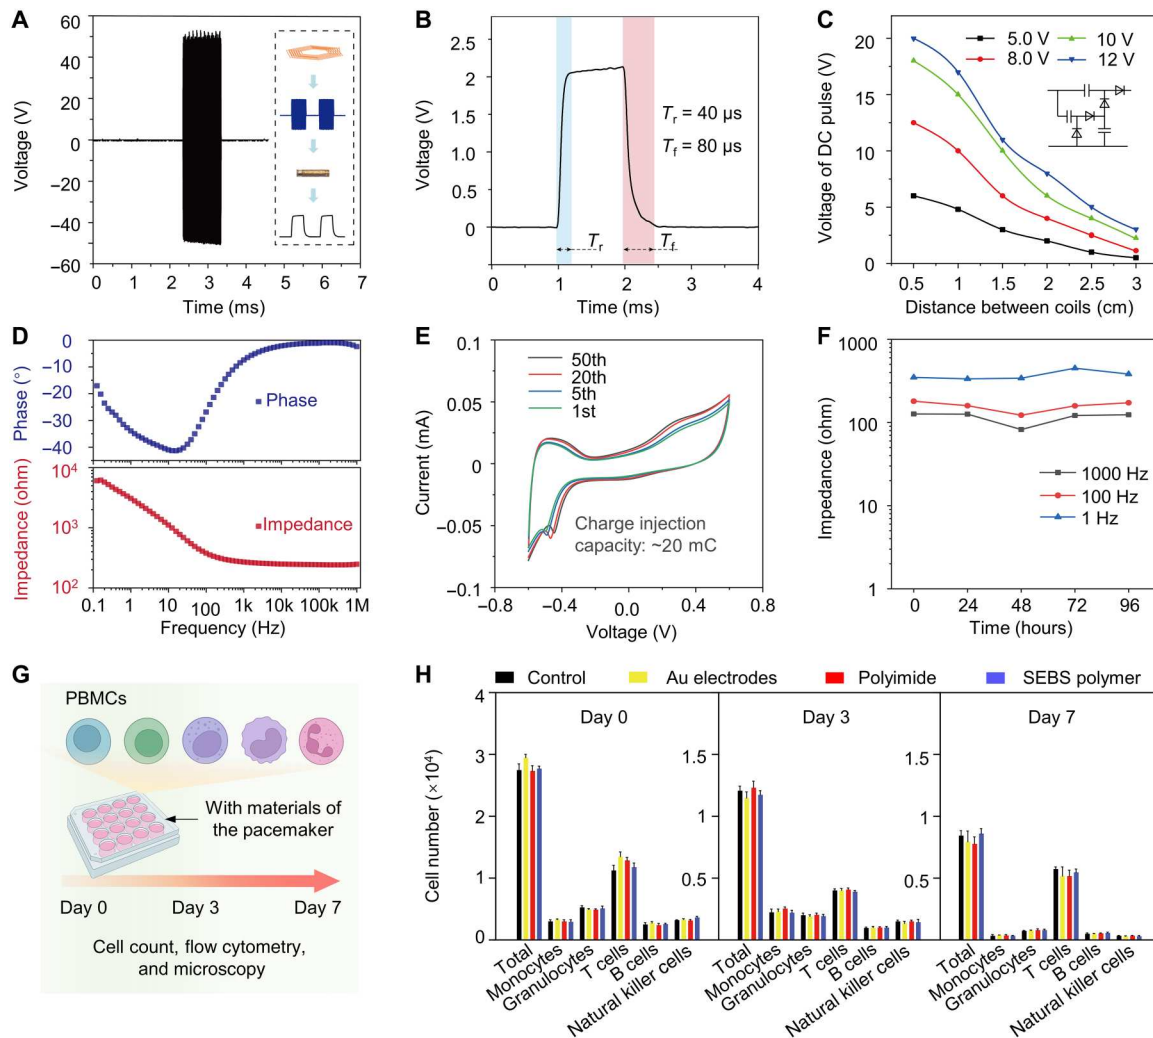 A
Voltage (V)
60
40
20
0
−20
−40
−60
0 1 2 3 4 5 6 7
Time (ms)
B
Voltage (V)
2.5
2.0
1.5
1.0
0.5
0
Tr = 40 µs
Tf = 80 µs
Tr
Tf
0 1 2 3 4
Time (ms)
C
Voltage of DC pulse (V)
20
15
10
5
0
5.0 V 10 V
8.0 V 12 V
0.5 1 1.5 2 2.5 3
Distance between coils (cm)
D
Phase (°)
0
−10
−20
−30
−40
Phase
Impedance (ohm)
10⁴
10³
10²
Impedance
0.1 1 10 100 1k 10k 100k 1M
Frequency (Hz)
E
Current (mA)
0.1
0.05
0
−0.05
−0.1
50th
20th
5th
1st
Charge injection
capacity: ~20 mC
−0.8 −0.4 0.0 0.4 0.8
Voltage (V)
F
Impedance (ohm)
1000
100
10
1
1000 Hz
100 Hz
1 Hz
0 24 48 72 96
Time (hours)
G
PBMCs
With materials of
the pacemaker
Day 0 Day 3 Day 7
Cell count, flow cytometry,
and microscopy
H
Control Au electrodes Polyimide SEBS polymer
Cell number (×10⁴)
4
3
2
1
0
Day 0
Total
Monocytes
Granulocytes
T cells
B cells
Natural killer cells
Day 3
1.5
1
0.5
Total
Monocytes
Granulocytes
T cells
B cells
Natural killer cells
Day 7
1.5
1
0.5
Total
Monocytes
Granulocytes
T cells
B cells
Natural killer cells